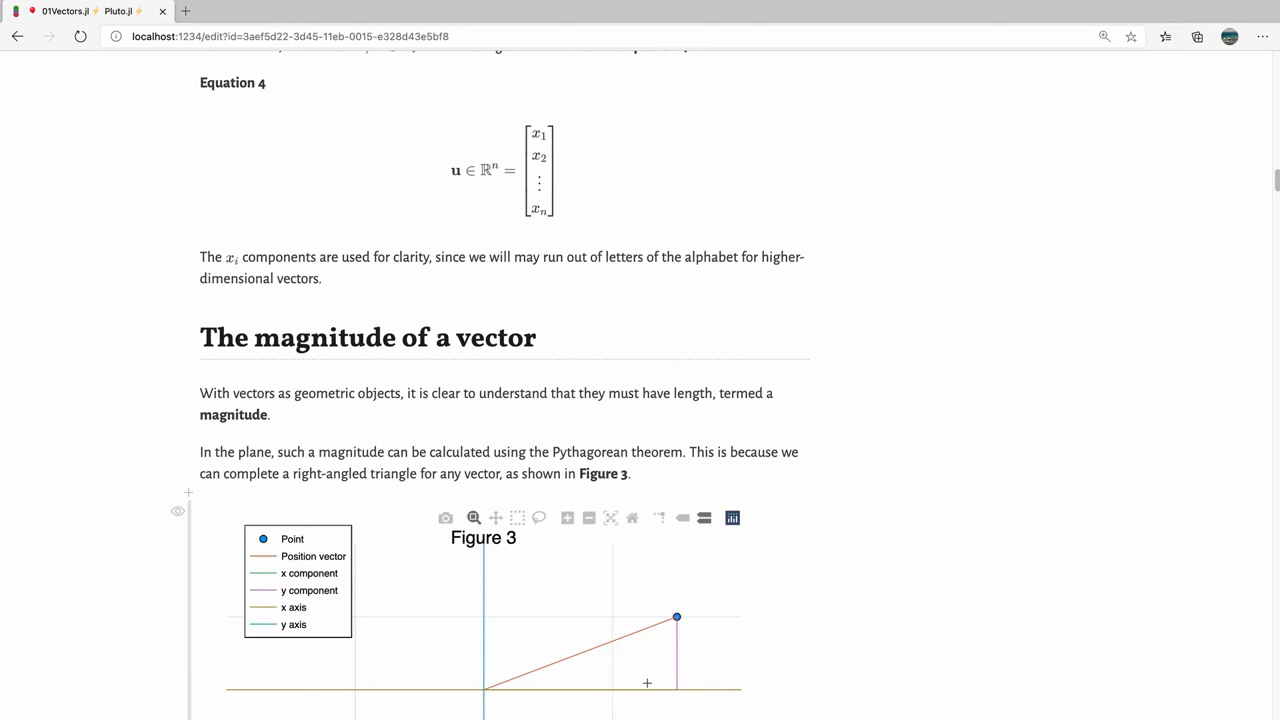 01Vectors.jl⚡ Pluto.jl⚡
localhost:1234/edit?id=3aef5d22-3d45-11eb-0015-e328d43e5bf8
Equation 4
u ∈ ℝⁿ = [x₁ x₂ ⋮ xₙ]
The xᵢ components are used for clarity, since we will may run out of letters of the alphabet for higher-
dimensional vectors.
The magnitude of a vector
With vectors as geometric objects, it is clear to understand that they must have length, termed a
magnitude.
In the plane, such a magnitude can be calculated using the Pythagorean theorem. This is because we
can complete a right-angled triangle for any vector, as shown in Figure 3.
Figure 3
Point
Position vector
x component
y component
x axis
y axis